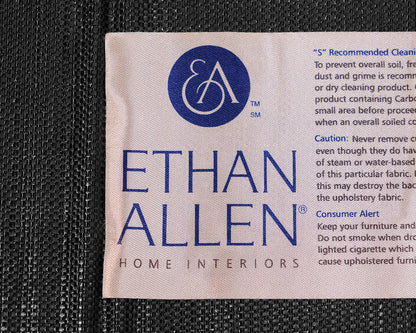 EA
TM
SM
ETHAN
ALLEN®
HOME INTERIORS
"S" Recommended Cleani
To prevent overall soil, fre
dust and grime is recomm
or dry cleaning product.
product containing Carbo
small area before proceed
when an overall soiled co
Caution: Never remove cu
even though they do hav
of steam or water-based
of this particular fabric.
this may destroy the bac
the upholstery fabric.
Consumer Alert
Keep your furniture and
Do not smoke when dro
lighted cigarette which
cause upholstered furni